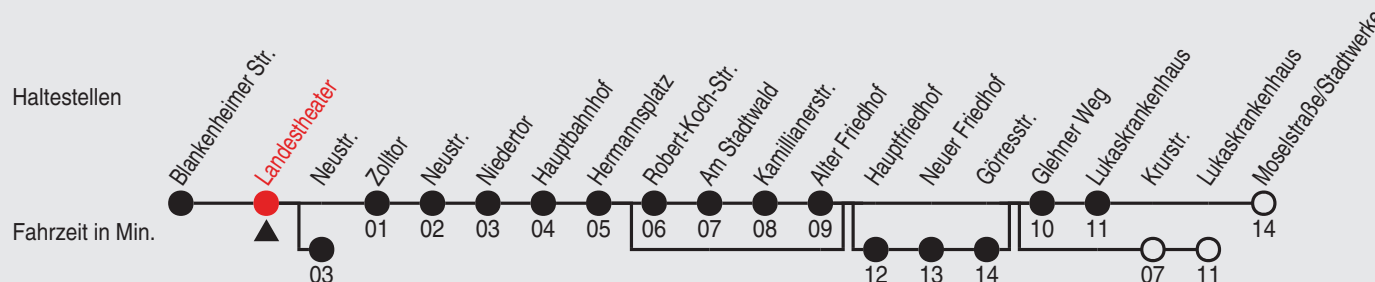 Haltestellen
Blankenheimer Str.
Landestheater
Neustr.
Zolltor
Neustr.
Niedertor
Hauptbahnhof
Hermannsplatz
Robert-Koch-Str.
Am Stadtwald
Kamillianerstr.
Alter Friedhof
Hauptfriedhof
Neuer Friedhof
Görresstr.
Glehner Weg
Lukaskrankenhaus
Krurstr.
Lukaskrankenhaus
Moselstraße/Stadtwerke
Fahrzeit in Min.
01 02 03 04 05 06 07 08 09 10 11 14
03 12 13 14 07 11